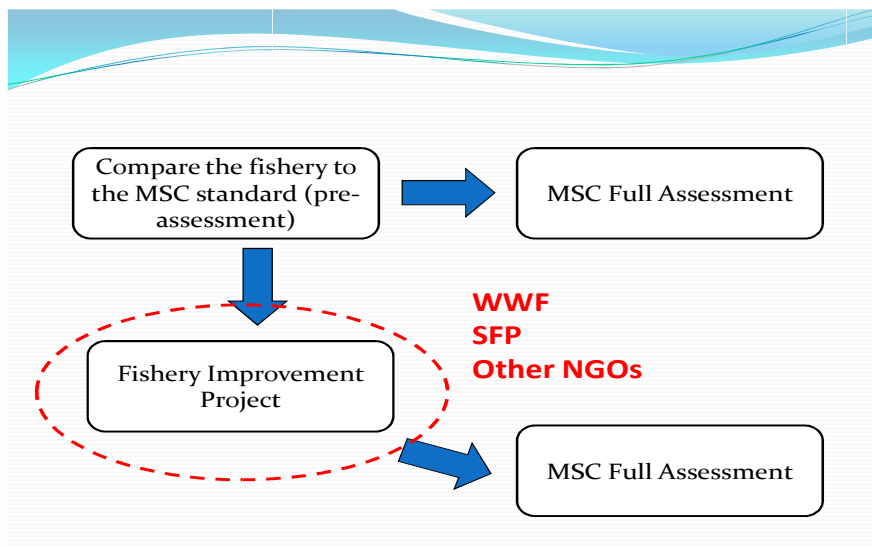 Compare the fishery to
the MSC standard (pre-
assessment)
MSC Full Assessment
WWF
SFP
Other NGOs
Fishery Improvement
Project
MSC Full Assessment